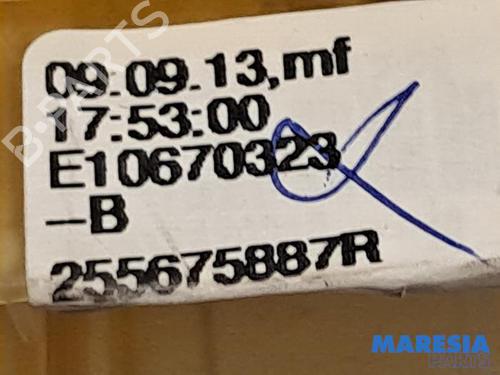 09.09.13,mf
17:53:00
E10670323
-B
255675887R
B-PARTS
MARESIA
PARTS